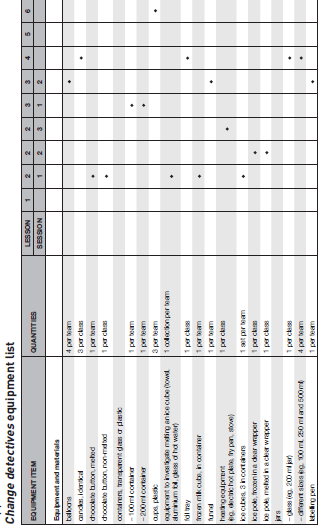 Change detectives equipment list
EQUIPMENT ITEM QUANTITIES LESSON 1 2 2 2 3 3 4 5 6
SESSION 1 2 3 1 2
Equipment and materials
balloons 4 per team •
candles, identical 3 per class •
chocolate button, melted 1 per team •
chocolate button, non-melted 1 per class •
containers, transparent glass or plastic
– 100ml container 1 per team •
– 200ml container 1 per team •
cups, plastic 3 per team •
equipment to investigate melting an ice cube (towel, 1 collection per team •
aluminium foil, glass of hot water)
foil tray 1 per class •
frozen milk cube, in container 1 per team •
funnel 1 per team •
heating equipment 1 per class •
(eg, electric hot plate, fry pan, stove)
ice cubes, 3 in containers 1 set per team •
ice pole, frozen in a clear wrapper 1 per class •
ice pole, melted in a clear wrapper 1 per class •
jars
– glass (eg, 200 ml jar) 1 per class •
– different sizes (eg, 100 ml, 250 ml and 500ml) 4 per team •
labelling pen 1 per team •